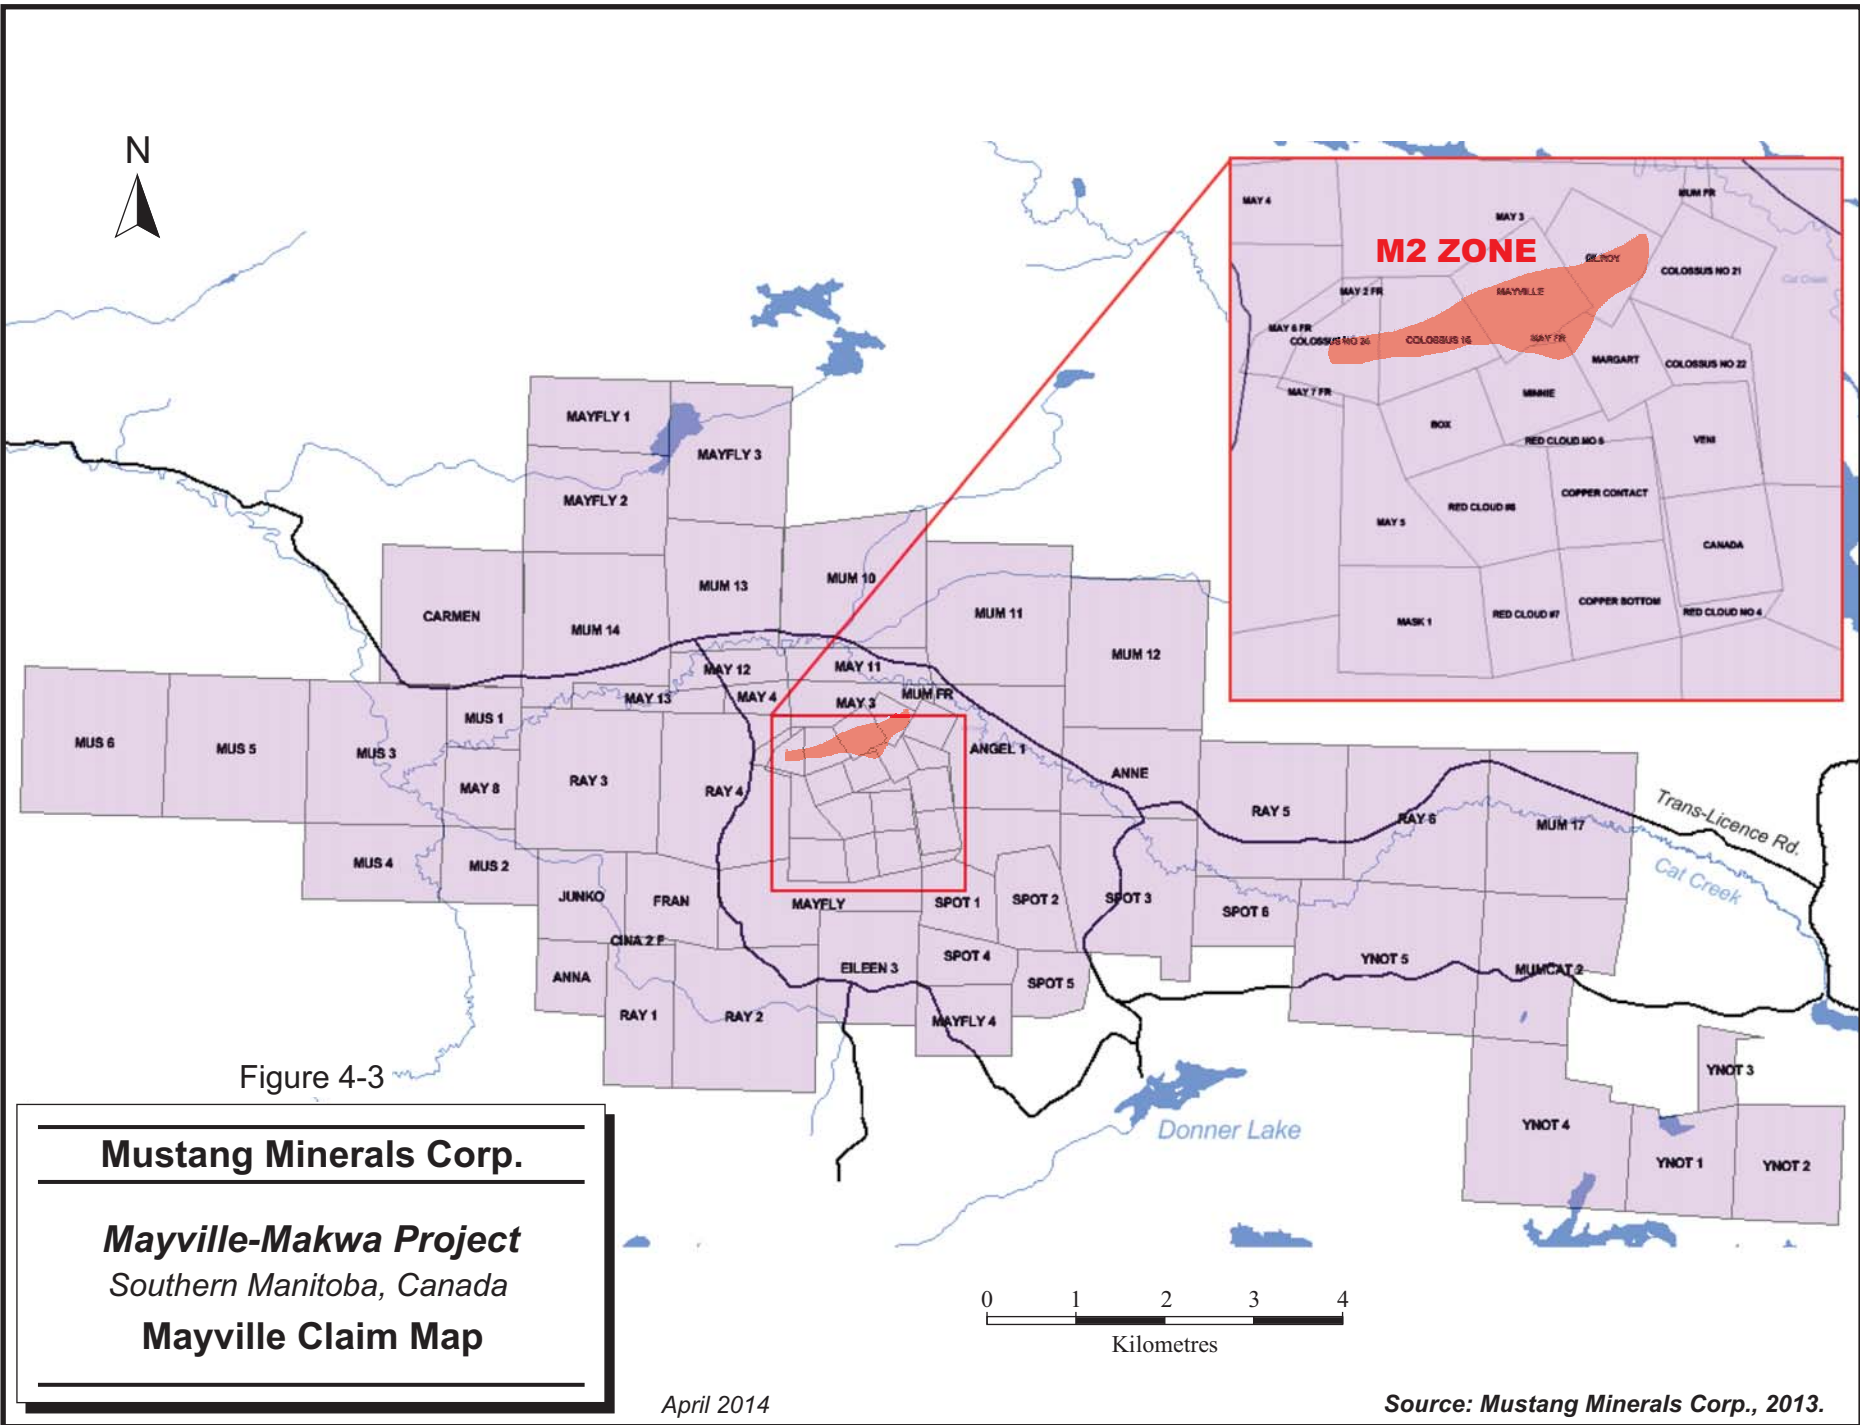 N
MAY 4
MUM FR
MAY 3
M2 ZONE
GILROY
COLOSSUS NO 21
Cat Creek
MAY 2 FR
MAYVILLE
MAY 6 FR
COLOSSUS NO 24
COLOSSUS 16
MAY FR
MARGART
COLOSSUS NO 22
MAY 7 FR
MINNIE
BOX
RED CLOUD NO 5
VENI
COPPER CONTACT
RED CLOUD #8
MAY 5
CANADA
COPPER BOTTOM
RED CLOUD #7
RED CLOUD NO 4
MASK 1
MAYFLY 1
MAYFLY 3
MAYFLY 2
MUM 13
MUM 10
CARMEN
MUM 14
MUM 11
MUM 12
MAY 12
MAY 11
MAY 13
MAY 4
MAY 3
MUM FR
MUS 1
MUS 6
MUS 5
MUS 3
ANGEL 1
MAY 8
RAY 3
RAY 4
ANNE
RAY 5
RAY 6
MUM 17
Trans-Licence Rd.
Cat Creek
MUS 4
MUS 2
JUNKO
FRAN
MAYFLY
SPOT 1
SPOT 2
SPOT 3
SPOT 6
CINA 2 F
ANNA
EILEEN 3
SPOT 4
SPOT 5
YNOT 5
MUMCAT 2
RAY 1
RAY 2
MAYFLY 4
YNOT 3
YNOT 4
YNOT 1
YNOT 2
Donner Lake
Figure 4-3
Mustang Minerals Corp.
Mayville-Makwa Project
Southern Manitoba, Canada
Mayville Claim Map
0 1 2 3 4
Kilometres
April 2014
Source: Mustang Minerals Corp., 2013.